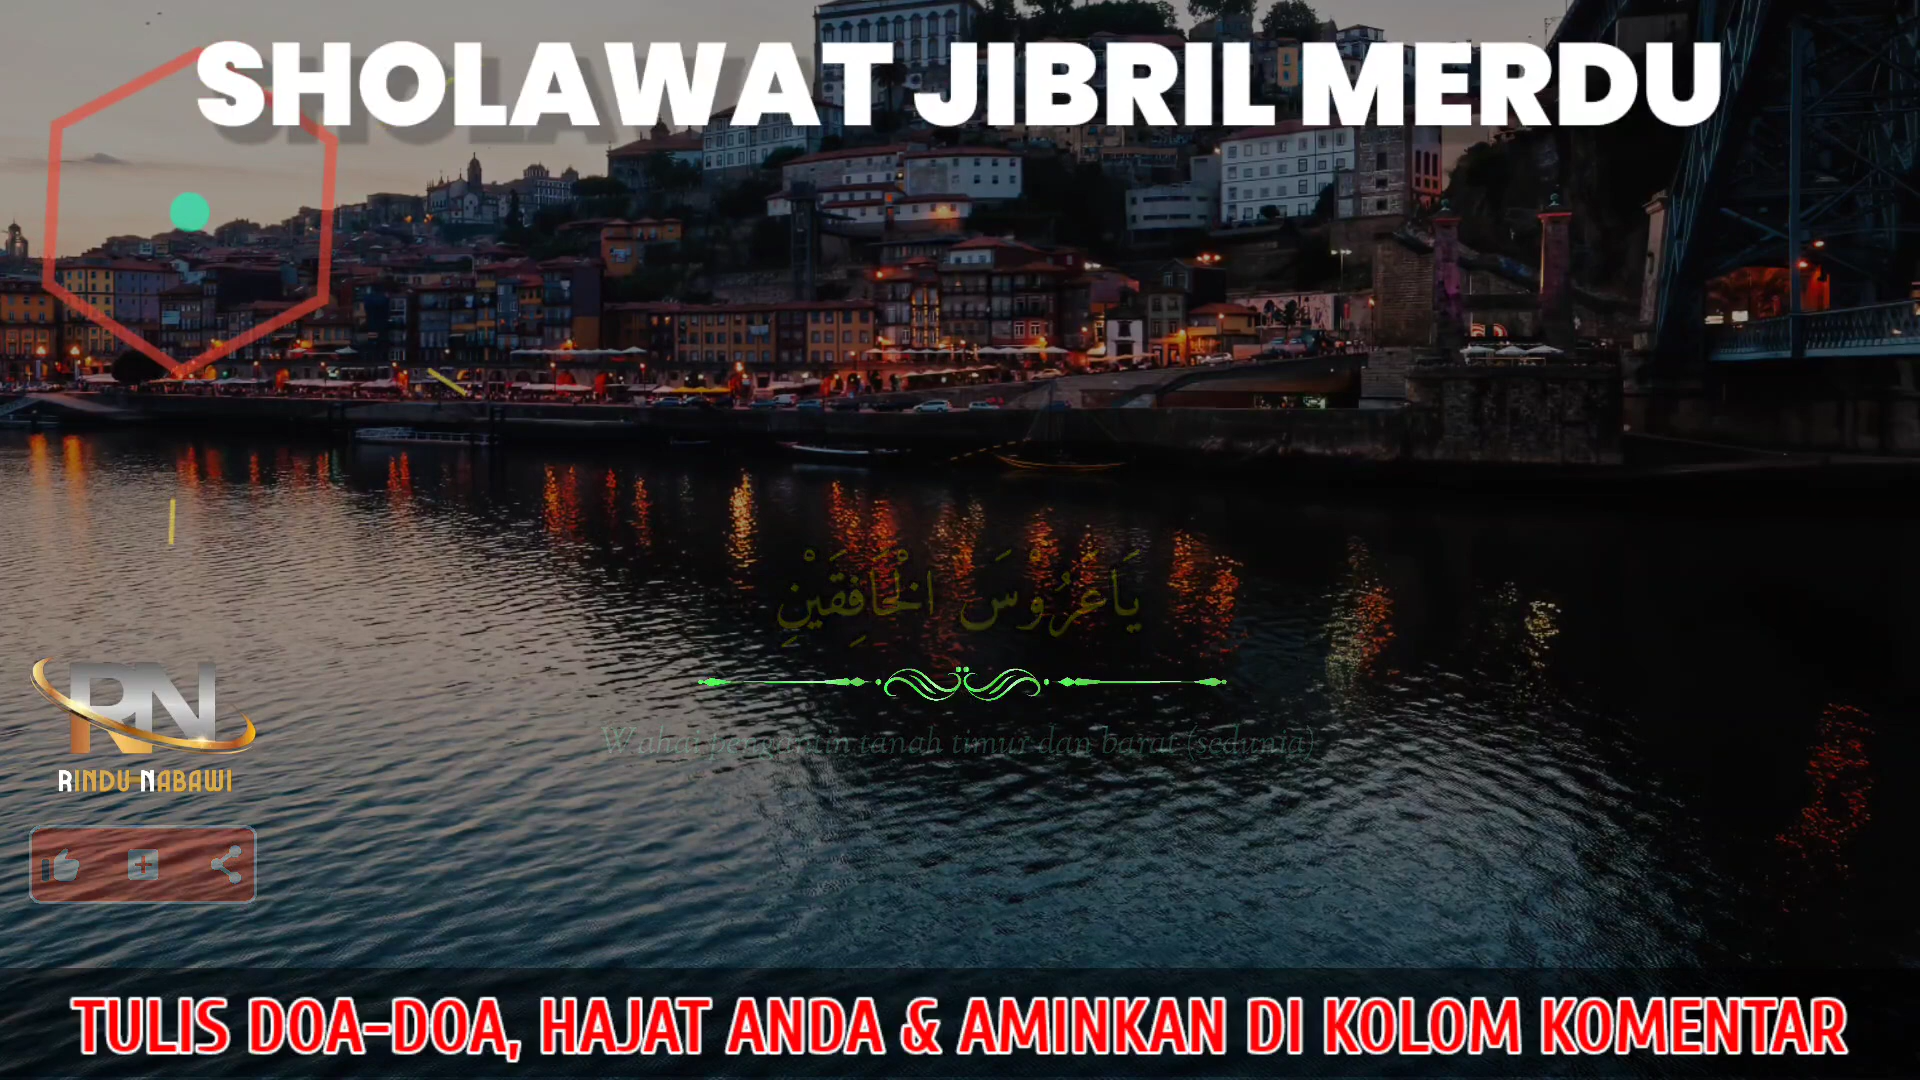 SHOLAWAT JIBRIL MERDU
يَاعَرُوْسَ الْخَافِقَيْنِ
Wahai pengantin tanah timur dan barat (sedunia)
RN
RINDU NABAWI
TULIS DOA-DOA, HAJAT ANDA & AMINKAN DI KOLOM KOMENTAR